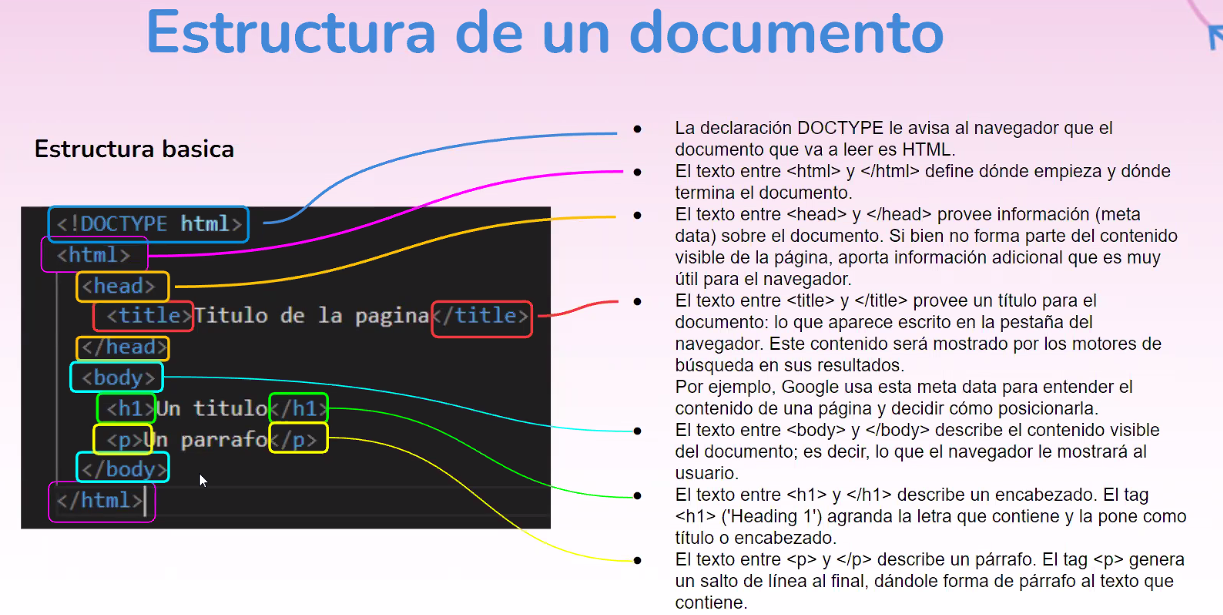 Estructura de un documento
Estructura basica
<!DOCTYPE html>
<html>
<head>
<title>Titulo de la pagina</title>
</head>
<body>
<h1>Un titulo</h1>
<p>Un parrafo</p>
</body>
</html>
La declaración DOCTYPE le avisa al navegador que el
documento que va a leer es HTML.
El texto entre <html> y </html> define dónde empieza y dónde
termina el documento.
El texto entre <head> y </head> provee información (meta
data) sobre el documento. Si bien no forma parte del contenido
visible de la página, aporta información adicional que es muy
útil para el navegador.
El texto entre <title> y </title> provee un título para el
documento: lo que aparece escrito en la pestaña del
navegador. Este contenido será mostrado por los motores de
búsqueda en sus resultados.
Por ejemplo, Google usa esta meta data para entender el
contenido de una página y decidir cómo posicionarla.
El texto entre <body> y </body> describe el contenido visible
del documento; es decir, lo que el navegador le mostrará al
usuario.
El texto entre <h1> y </h1> describe un encabezado. El tag
<h1> ('Heading 1') agranda la letra que contiene y la pone como
título o encabezado.
El texto entre <p> y </p> describe un párrafo. El tag <p> genera
un salto de línea al final, dándole forma de párrafo al texto que
contiene.